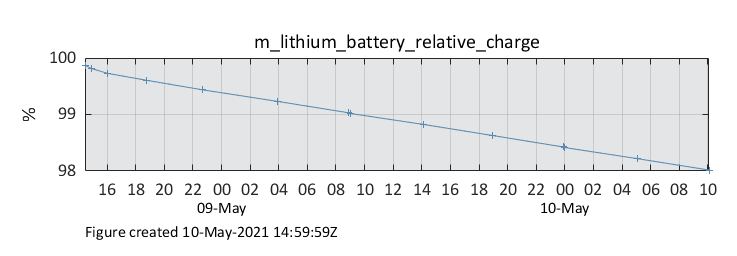 m_lithium_battery_relative_charge
100
99
98
%
16 18 20 22 00 02 04 06 08 10 12 14 16 18 20 22 00 02 04 06 08 10
09-May 10-May
Figure created 10-May-2021 14:59:59Z